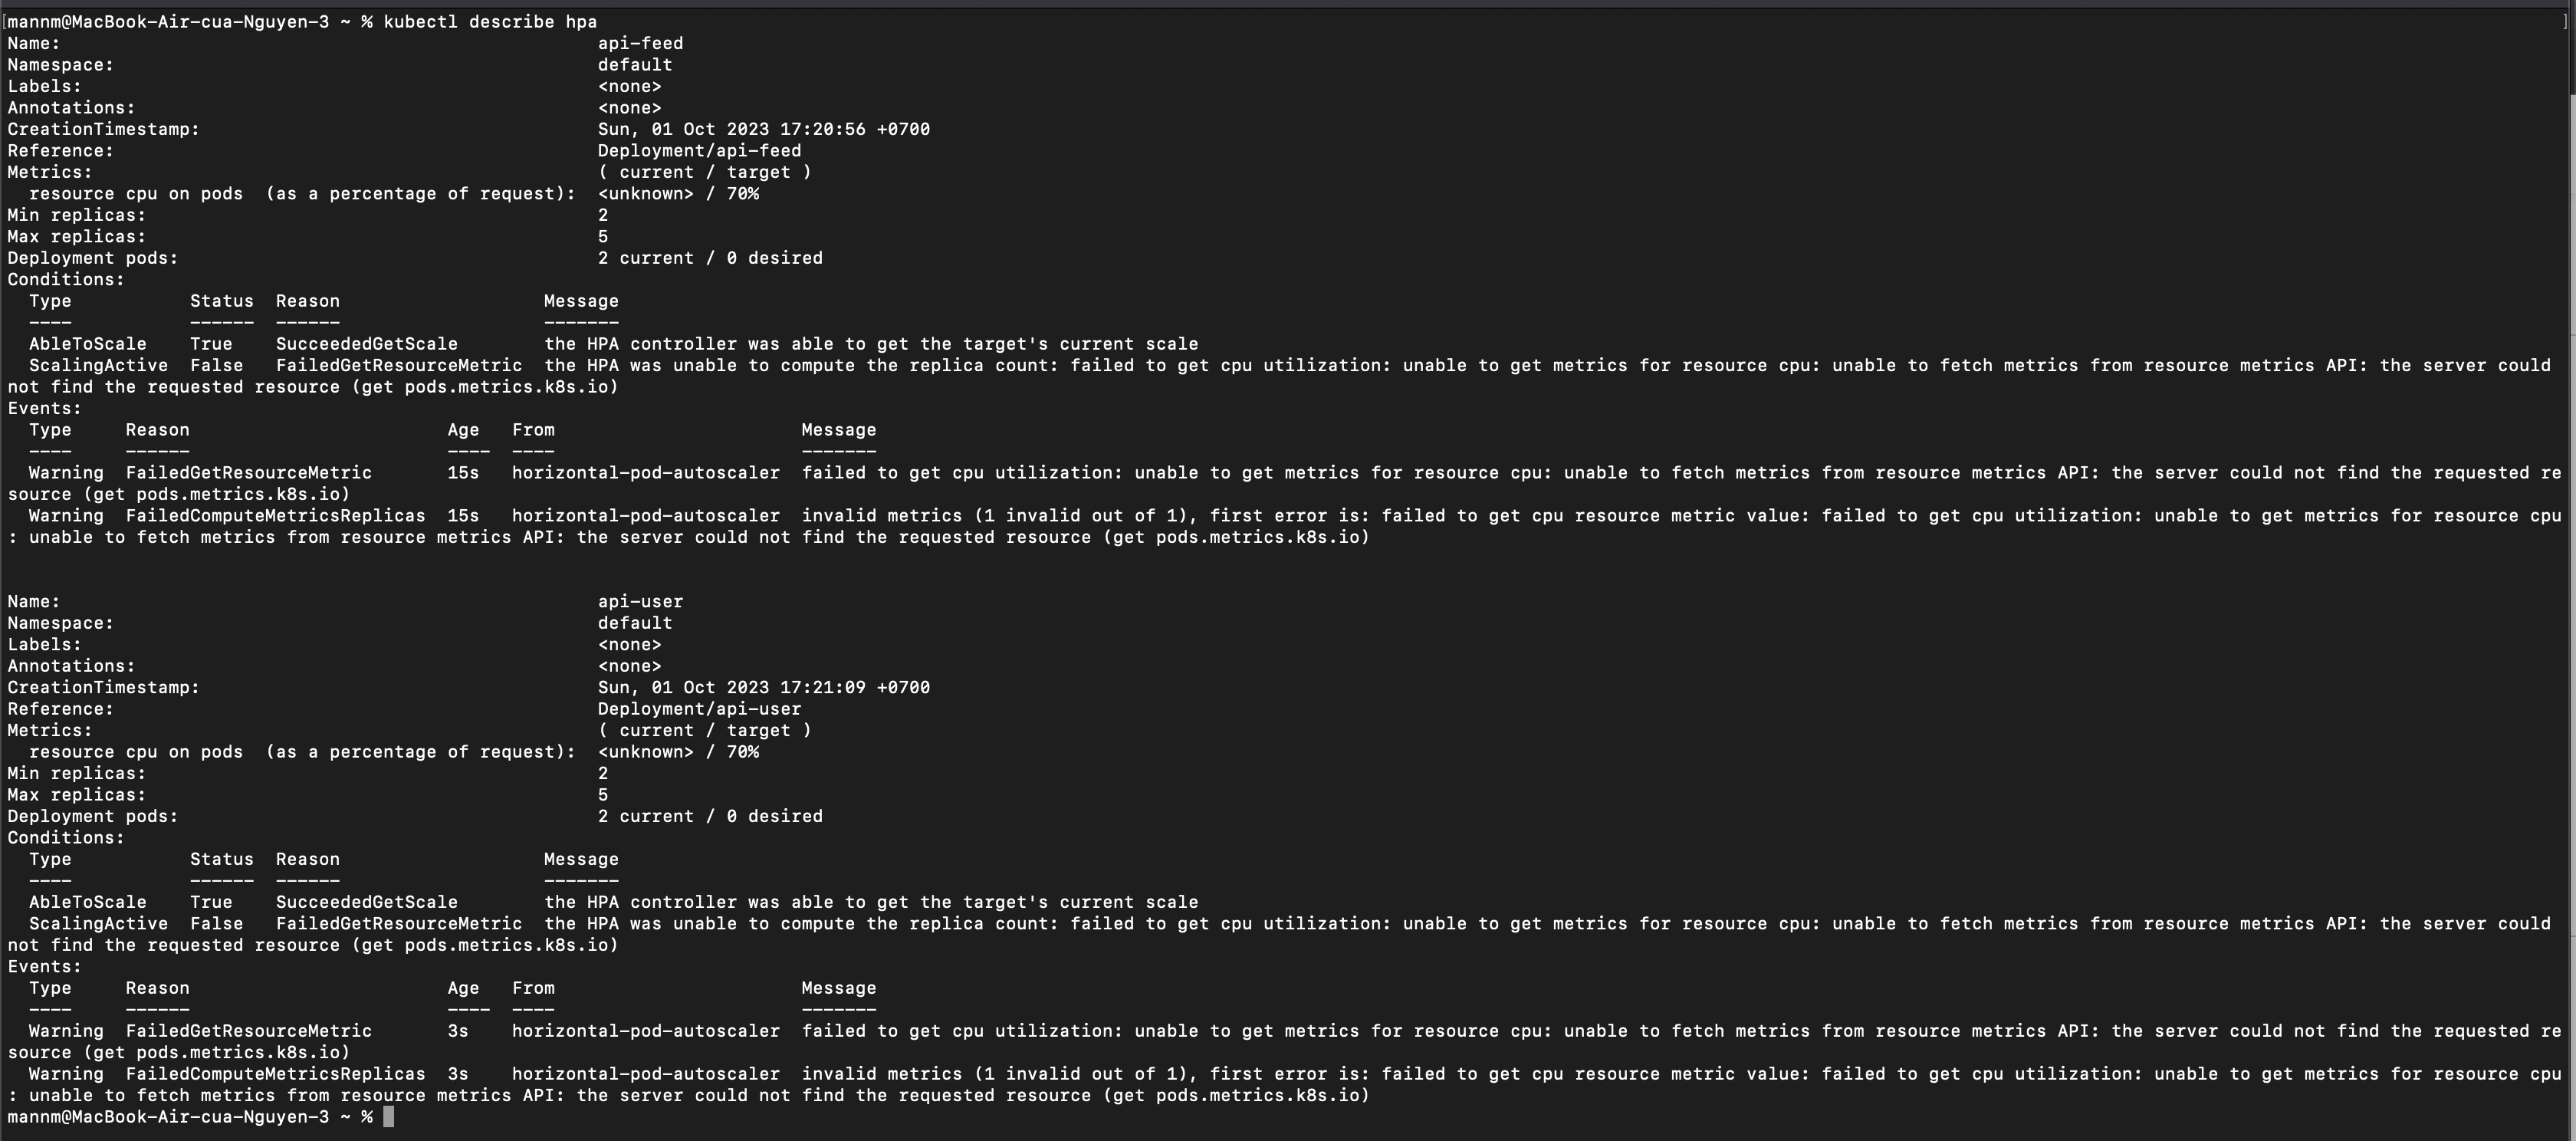 [mannm@MacBook-Air-cua-Nguyen-3 ~ % kubectl describe hpa ]
Name: api-feed
Namespace: default
Labels: <none>
Annotations: <none>
CreationTimestamp: Sun, 01 Oct 2023 17:20:56 +0700
Reference: Deployment/api-feed
Metrics: ( current / target )
  resource cpu on pods  (as a percentage of request): <unknown> / 70%
Min replicas: 2
Max replicas: 5
Deployment pods: 2 current / 0 desired
Conditions:
  Type           Status  Reason                   Message
  ----           ------  ------                   -------
  AbleToScale    True    SucceededGetScale        the HPA controller was able to get the target's current scale
  ScalingActive  False   FailedGetResourceMetric  the HPA was unable to compute the replica count: failed to get cpu utilization: unable to get metrics for resource cpu: unable to fetch metrics from resource metrics API: the server could
not find the requested resource (get pods.metrics.k8s.io)
Events:
  Type     Reason                        Age   From                       Message
  ----     ------                        ----  ----                       -------
  Warning  FailedGetResourceMetric       15s   horizontal-pod-autoscaler  failed to get cpu utilization: unable to get metrics for resource cpu: unable to fetch metrics from resource metrics API: the server could not find the requested re
source (get pods.metrics.k8s.io)
  Warning  FailedComputeMetricsReplicas  15s   horizontal-pod-autoscaler  invalid metrics (1 invalid out of 1), first error is: failed to get cpu resource metric value: failed to get cpu utilization: unable to get metrics for resource cpu
: unable to fetch metrics from resource metrics API: the server could not find the requested resource (get pods.metrics.k8s.io)
Name: api-user
Namespace: default
Labels: <none>
Annotations: <none>
CreationTimestamp: Sun, 01 Oct 2023 17:21:09 +0700
Reference: Deployment/api-user
Metrics: ( current / target )
  resource cpu on pods  (as a percentage of request): <unknown> / 70%
Min replicas: 2
Max replicas: 5
Deployment pods: 2 current / 0 desired
Conditions:
  Type           Status  Reason                   Message
  ----           ------  ------                   -------
  AbleToScale    True    SucceededGetScale        the HPA controller was able to get the target's current scale
  ScalingActive  False   FailedGetResourceMetric  the HPA was unable to compute the replica count: failed to get cpu utilization: unable to get metrics for resource cpu: unable to fetch metrics from resource metrics API: the server could
not find the requested resource (get pods.metrics.k8s.io)
Events:
  Type     Reason                        Age   From                       Message
  ----     ------                        ----  ----                       -------
  Warning  FailedGetResourceMetric       3s    horizontal-pod-autoscaler  failed to get cpu utilization: unable to get metrics for resource cpu: unable to fetch metrics from resource metrics API: the server could not find the requested re
source (get pods.metrics.k8s.io)
  Warning  FailedComputeMetricsReplicas  3s    horizontal-pod-autoscaler  invalid metrics (1 invalid out of 1), first error is: failed to get cpu resource metric value: failed to get cpu utilization: unable to get metrics for resource cpu
: unable to fetch metrics from resource metrics API: the server could not find the requested resource (get pods.metrics.k8s.io)
mannm@MacBook-Air-cua-Nguyen-3 ~ %